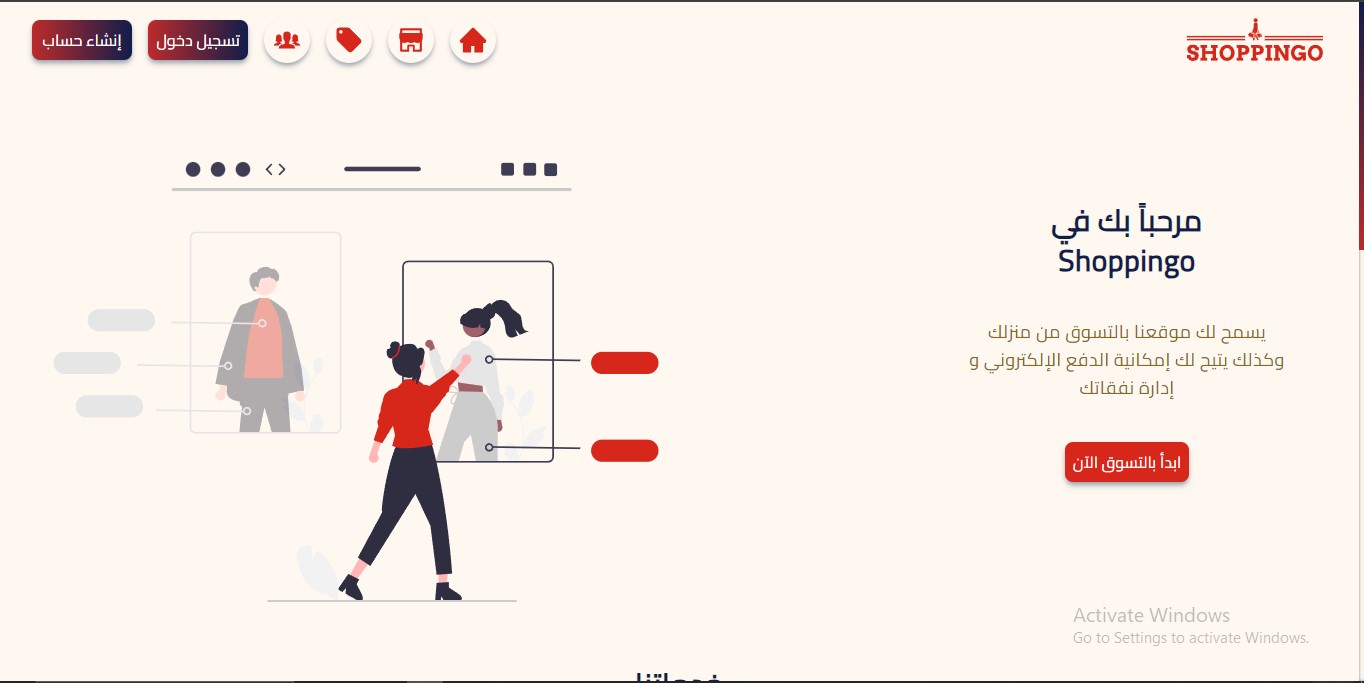 SHOPPINGO
تسجيل دخول
إنشاء حساب
مرحباً بك في
Shoppingo
يسمح لك موقعنا بالتسوق من منزلك
وكذلك يتيح لك إمكانية الدفع الإلكتروني و
إدارة نفقاتك
ابدأ بالتسوق الآن
Activate Windows
Go to Settings to activate Windows.